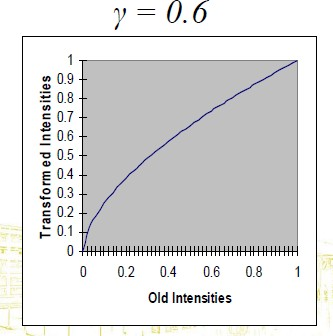 γ = 0.6
Transformed Intensities
1
0.9
0.8
0.7
0.6
0.5
0.4
0.3
0.2
0.1
0
0 0.2 0.4 0.6 0.8 1
Old Intensities